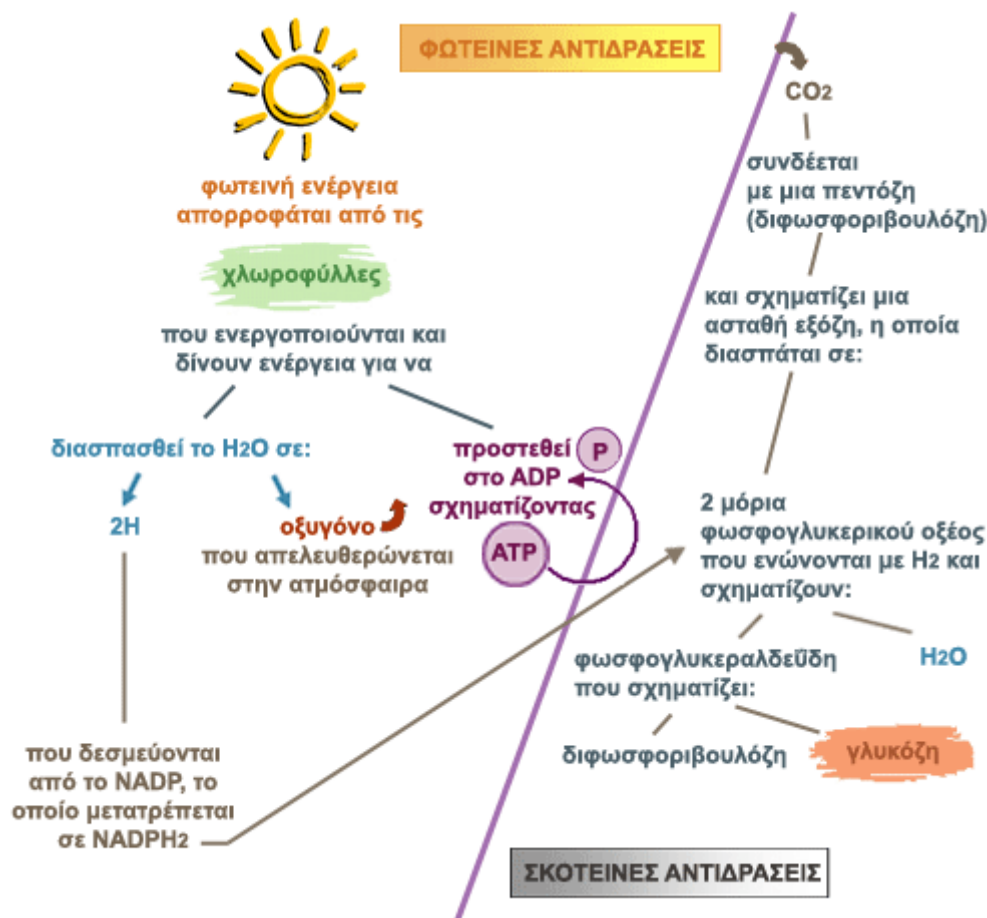 ΦΩΤΕΙΝΕΣ ΑΝΤΙΔΡΑΣΕΙΣ
φωτεινή ενέργεια
απορροφάται από τις
χλωροφύλλες
που ενεργοποιούνται και
δίνουν ενέργεια για να
διασπασθεί το H2O σε:
2H
οξυγόνο
που απελευθερώνεται
στην ατμόσφαιρα
προστεθεί P
στο ADP
σχηματίζοντας
ATP
που δεσμεύονται
από το NADP, το
οποίο μετατρέπεται
σε NADPH2
CO2
συνδέεται
με μια πεντόζη
(διφωσφοριβουλόζη)
και σχηματίζει μια
ασταθή εξόζη, η οποία
διασπάται σε:
2 μόρια
φωσφογλυκερικού οξέος
που ενώνονται με H2 και
σχηματίζουν:
φωσφογλυκεραλδεΰδη
που σχηματίζει:
H2O
διφωσφοριβουλόζη
γλυκόζη
ΣΚΟΤΕΙΝΕΣ ΑΝΤΙΔΡΑΣΕΙΣ